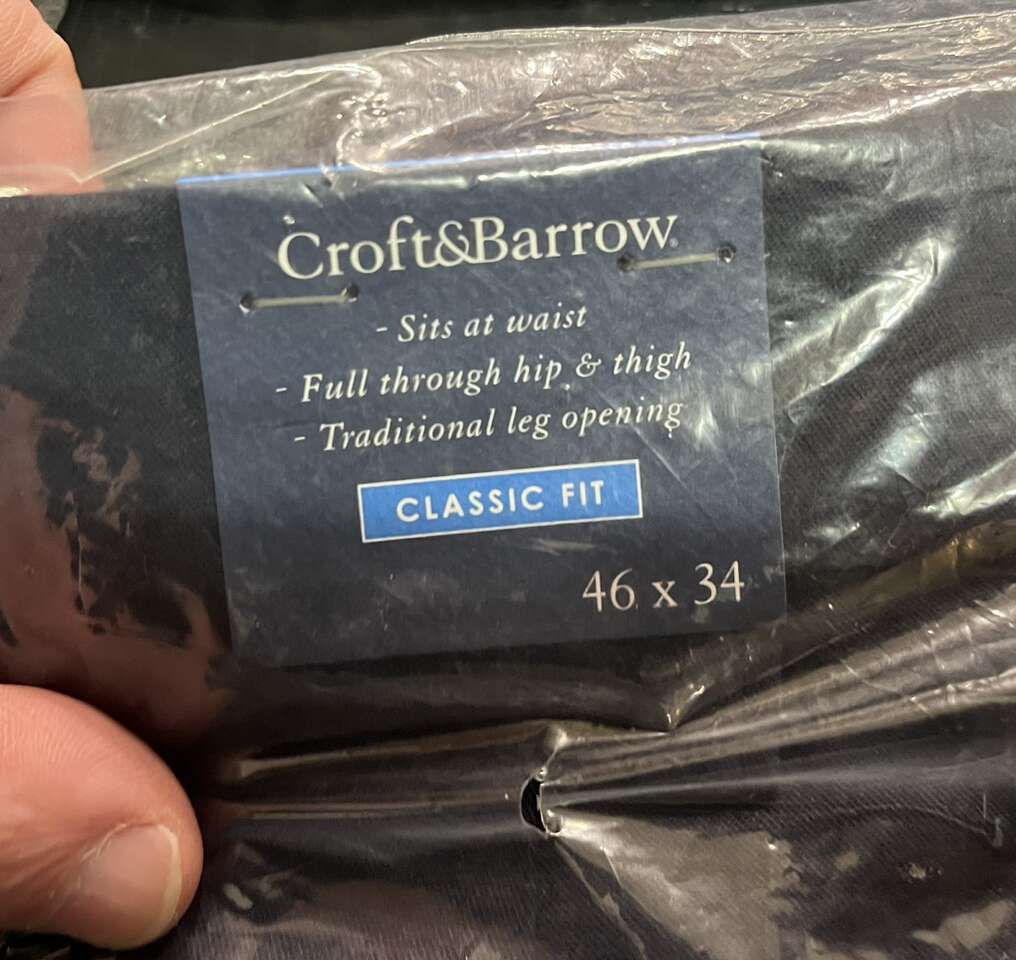 Croft&Barrow®
- Sits at waist
- Full through hip & thigh
- Traditional leg opening
CLASSIC FIT
46 x 34